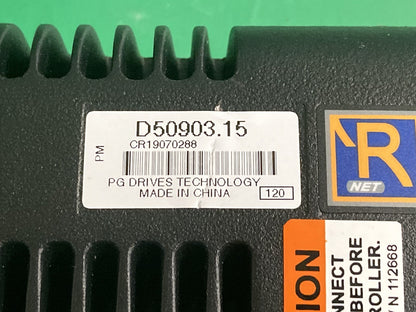 D50903.15
CR19070288
PM
PG DRIVES TECHNOLOGY
MADE IN CHINA
120
R
NET
ION
NNECT
BEFORE
ROLLER.
N 112668